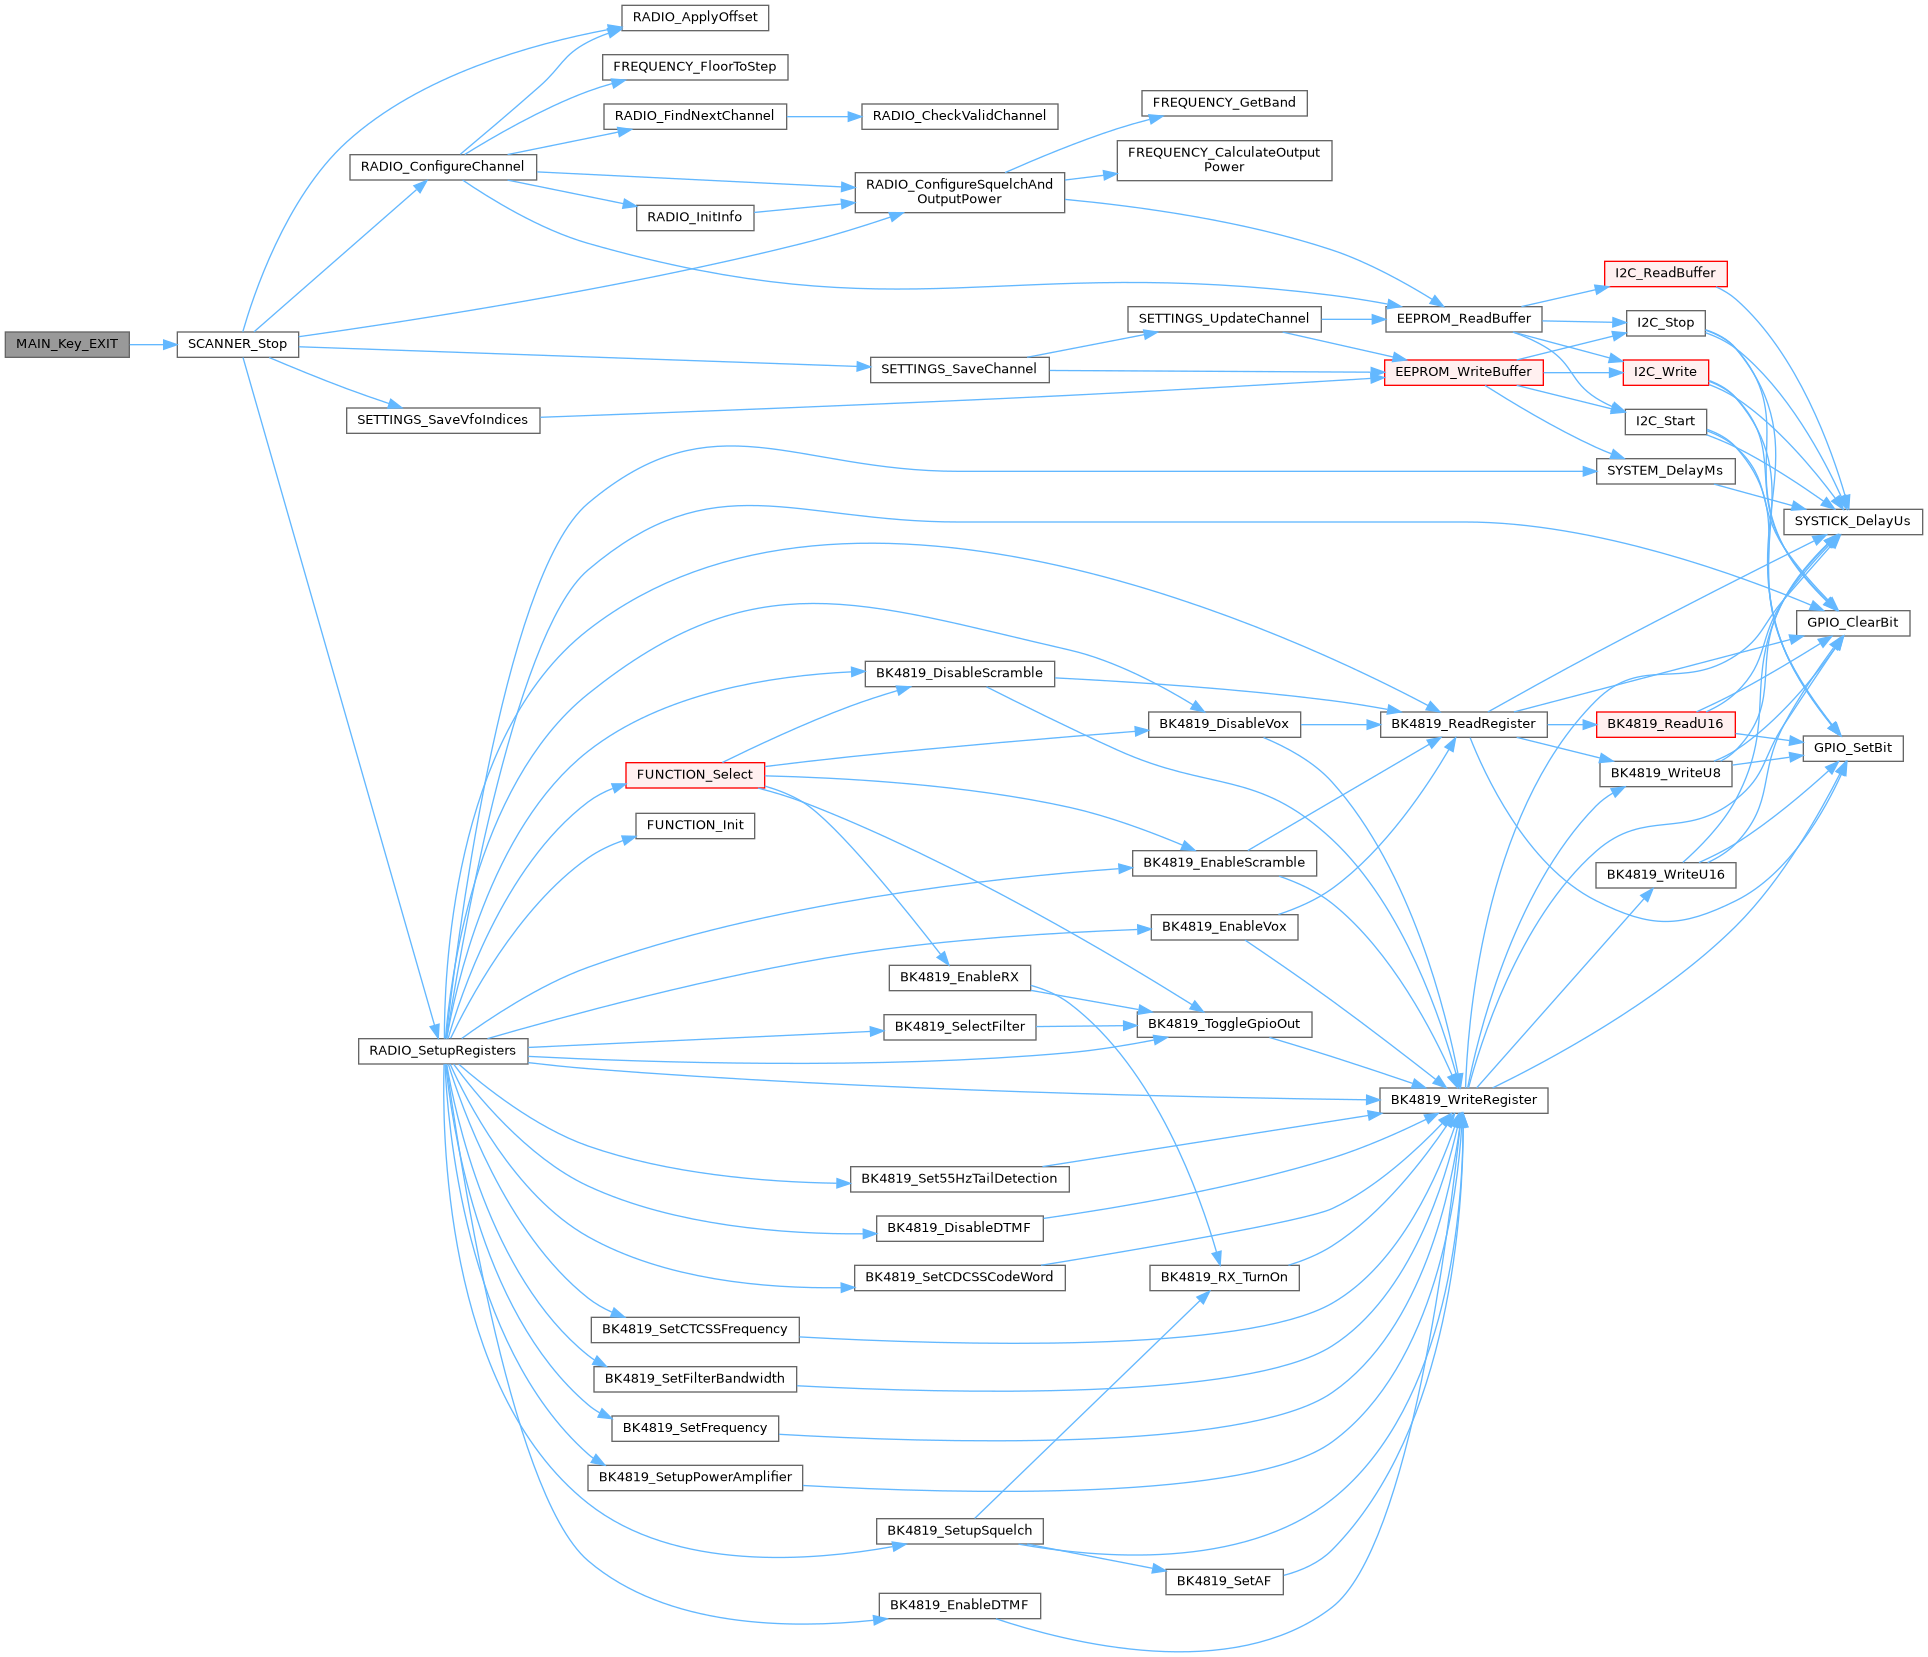 RADIO_ApplyOffset
FREQUENCY_FloorToStep
FREQUENCY_GetBand
RADIO_FindNextChannel
RADIO_CheckValidChannel
FREQUENCY_CalculateOutput
Power
RADIO_ConfigureChannel
RADIO_ConfigureSquelchAnd
OutputPower
RADIO_InitInfo
I2C_ReadBuffer
SETTINGS_UpdateChannel
EEPROM_ReadBuffer
I2C_Stop
MAIN_Key_EXIT
SCANNER_Stop
SETTINGS_SaveChannel
EEPROM_WriteBuffer
I2C_Write
SETTINGS_SaveVfoIndices
I2C_Start
SYSTEM_DelayMs
SYSTICK_DelayUs
GPIO_ClearBit
BK4819_DisableScramble
BK4819_DisableVox
BK4819_ReadRegister
BK4819_ReadU16
GPIO_SetBit
FUNCTION_Select
BK4819_WriteU8
FUNCTION_Init
BK4819_EnableScramble
BK4819_WriteU16
BK4819_EnableVox
BK4819_EnableRX
BK4819_SelectFilter
BK4819_ToggleGpioOut
RADIO_SetupRegisters
BK4819_WriteRegister
BK4819_Set55HzTailDetection
BK4819_DisableDTMF
BK4819_SetCDCSSCodeWord
BK4819_RX_TurnOn
BK4819_SetCTCSSFrequency
BK4819_SetFilterBandwidth
BK4819_SetFrequency
BK4819_SetupPowerAmplifier
BK4819_SetupSquelch
BK4819_SetAF
BK4819_EnableDTMF